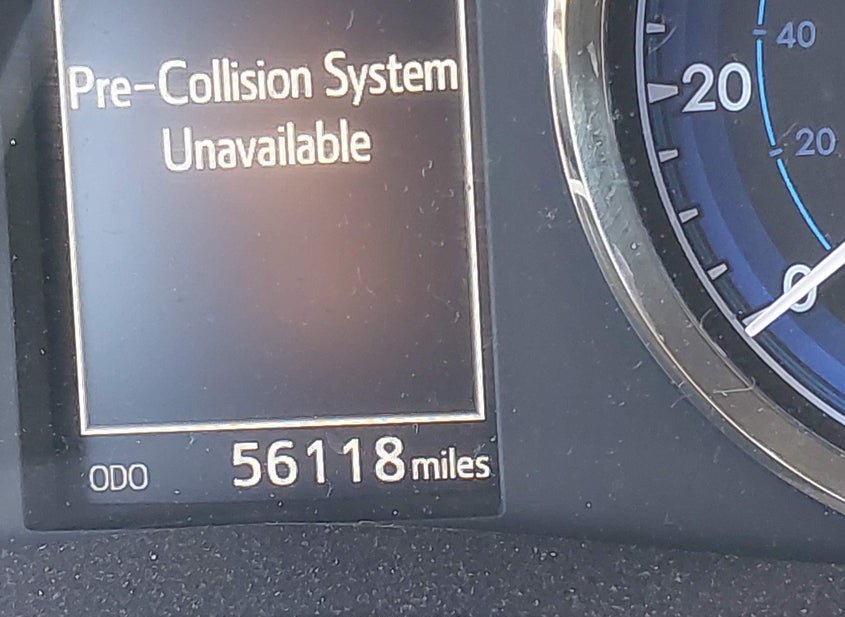 Pre-Collision System
Unavailable
ODO 56118 miles
40
20
20
0